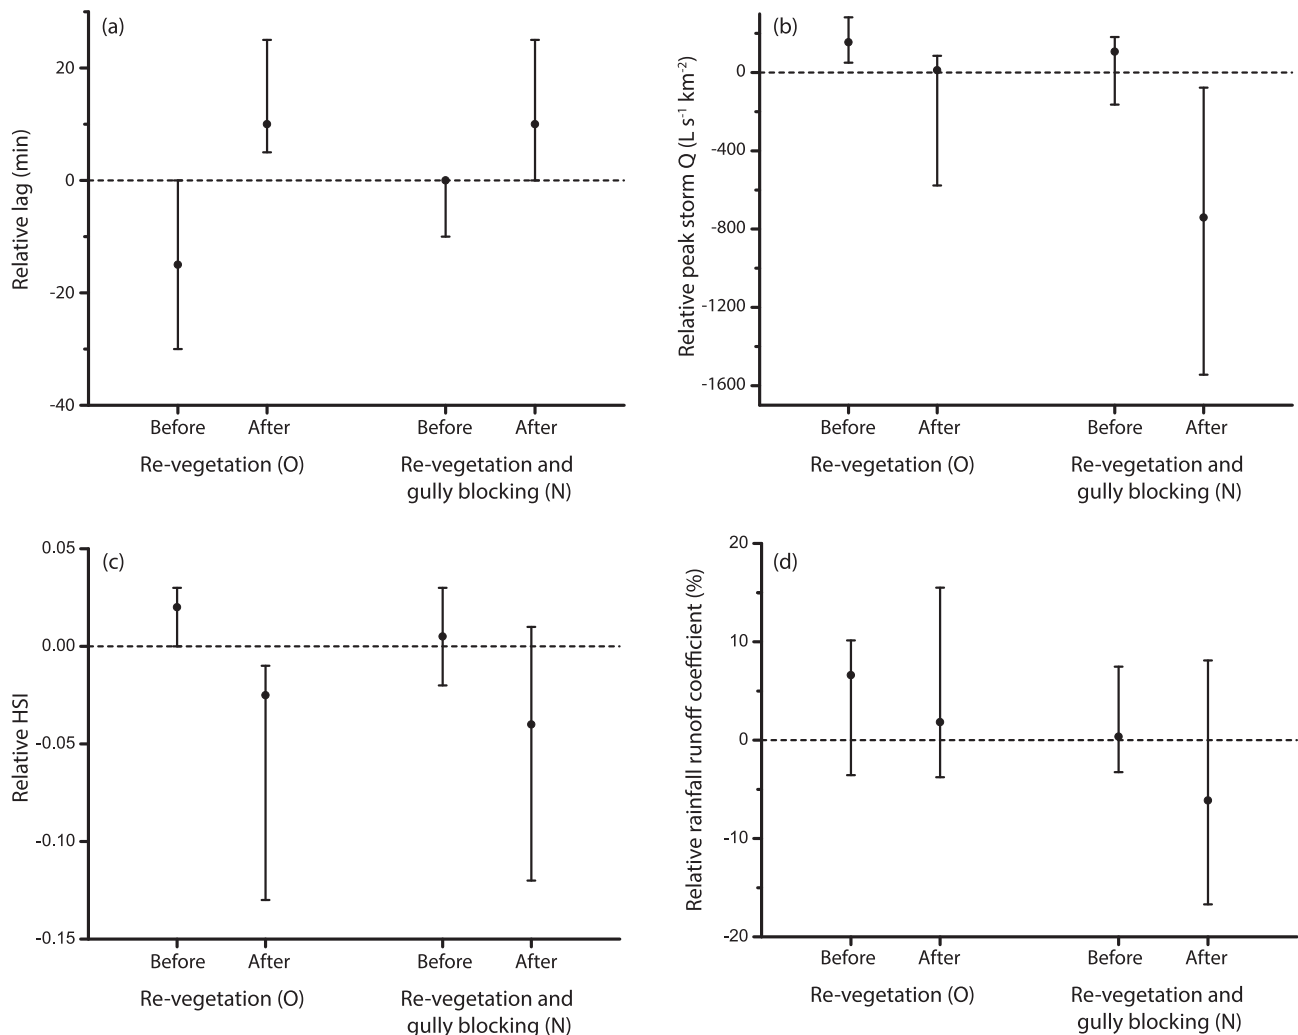 (a)
Relative lag (min)
20
0
-20
-40
Before
After
Before
After
Re-vegetation (O)
Re-vegetation and
gully blocking (N)
(b)
Relative peak storm Q (L s⁻¹ km⁻²)
0
-400
-800
-1200
-1600
Before
After
Before
After
Re-vegetation (O)
Re-vegetation and
gully blocking (N)
(c)
Relative HSI
0.05
0.00
-0.05
-0.10
-0.15
Before
After
Before
After
Re-vegetation (O)
Re-vegetation and
gully blocking (N)
(d)
Relative rainfall runoff coefficient (%)
20
10
0
-10
-20
Before
After
Before
After
Re-vegetation (O)
Re-vegetation and
gully blocking (N)